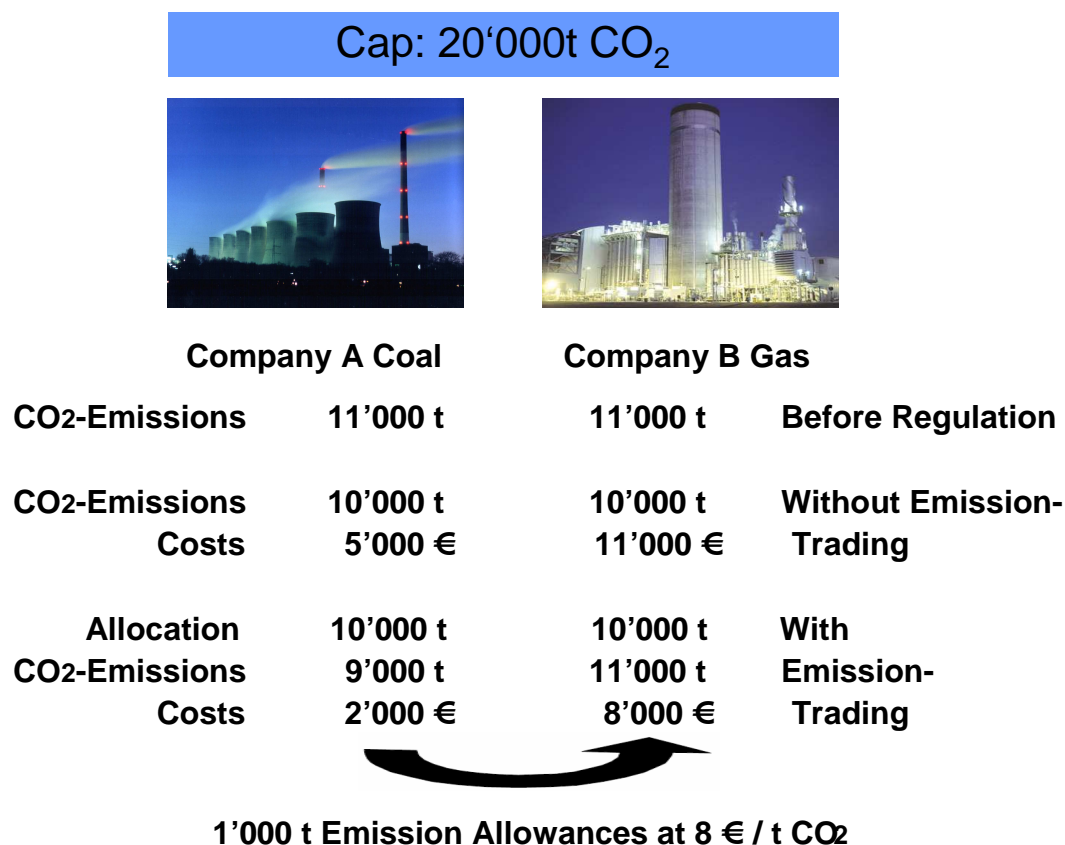 Cap: 20‘000t CO2
Company A Coal Company B Gas
CO2-Emissions 11’000 t 11’000 t Before Regulation
CO2-Emissions 10’000 t 10’000 t Without Emission-
Costs 5’000 € 11’000 € Trading
Allocation 10’000 t 10’000 t With
CO2-Emissions 9’000 t 11’000 t Emission-
Costs 2’000 € 8’000 € Trading
1’000 t Emission Allowances at 8 € / t CO2